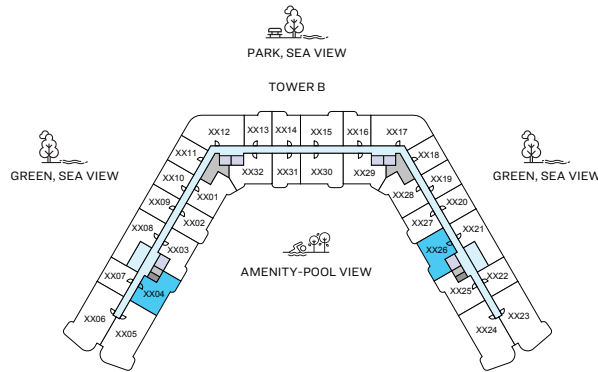 PARK, SEA VIEW
TOWER B
XX12
XX13
XX14
XX15
XX16
XX17
XX11
XX18
XX10
XX32
XX31
XX30
XX29
XX19
XX09
XX01
XX28
XX20
XX08
XX02
XX27
XX21
XX07
XX03
XX26
XX22
XX04
XX25
XX06
XX05
XX24
XX23
GREEN, SEA VIEW
GREEN, SEA VIEW
AMENITY-POOL VIEW